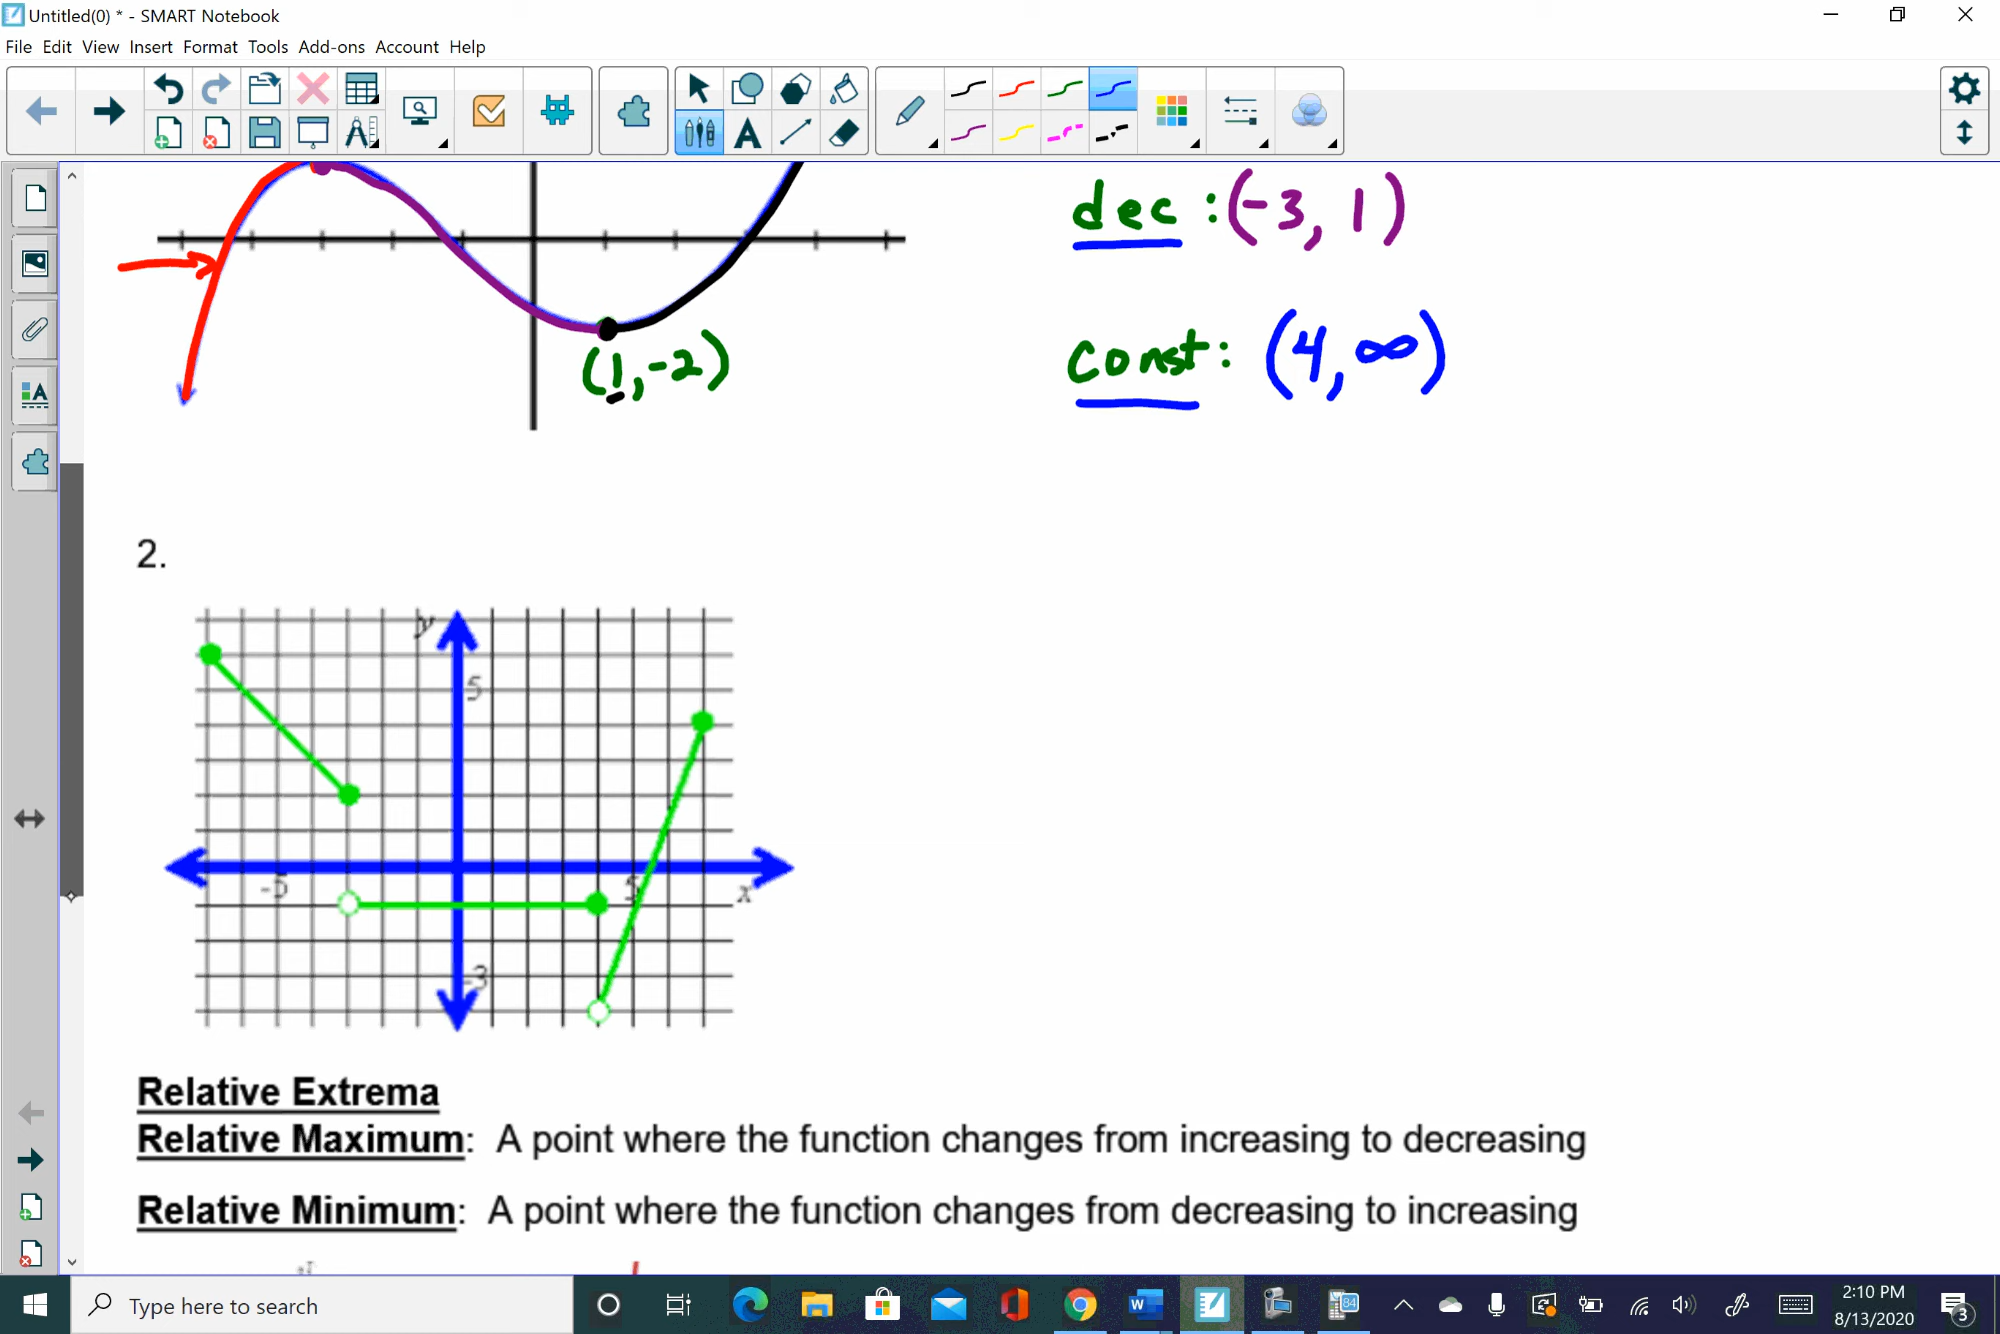 Untitled(0) * - SMART Notebook
File Edit View Insert Format Tools Add-ons Account Help
dec : (-3, 1)
(1, -2)
const: (4, ∞)
2.
y
5
-5
5
x
-3
Relative Extrema
Relative Maximum: A point where the function changes from increasing to decreasing
Relative Minimum: A point where the function changes from decreasing to increasing
Type here to search
84
2:10 PM
8/13/2020
3